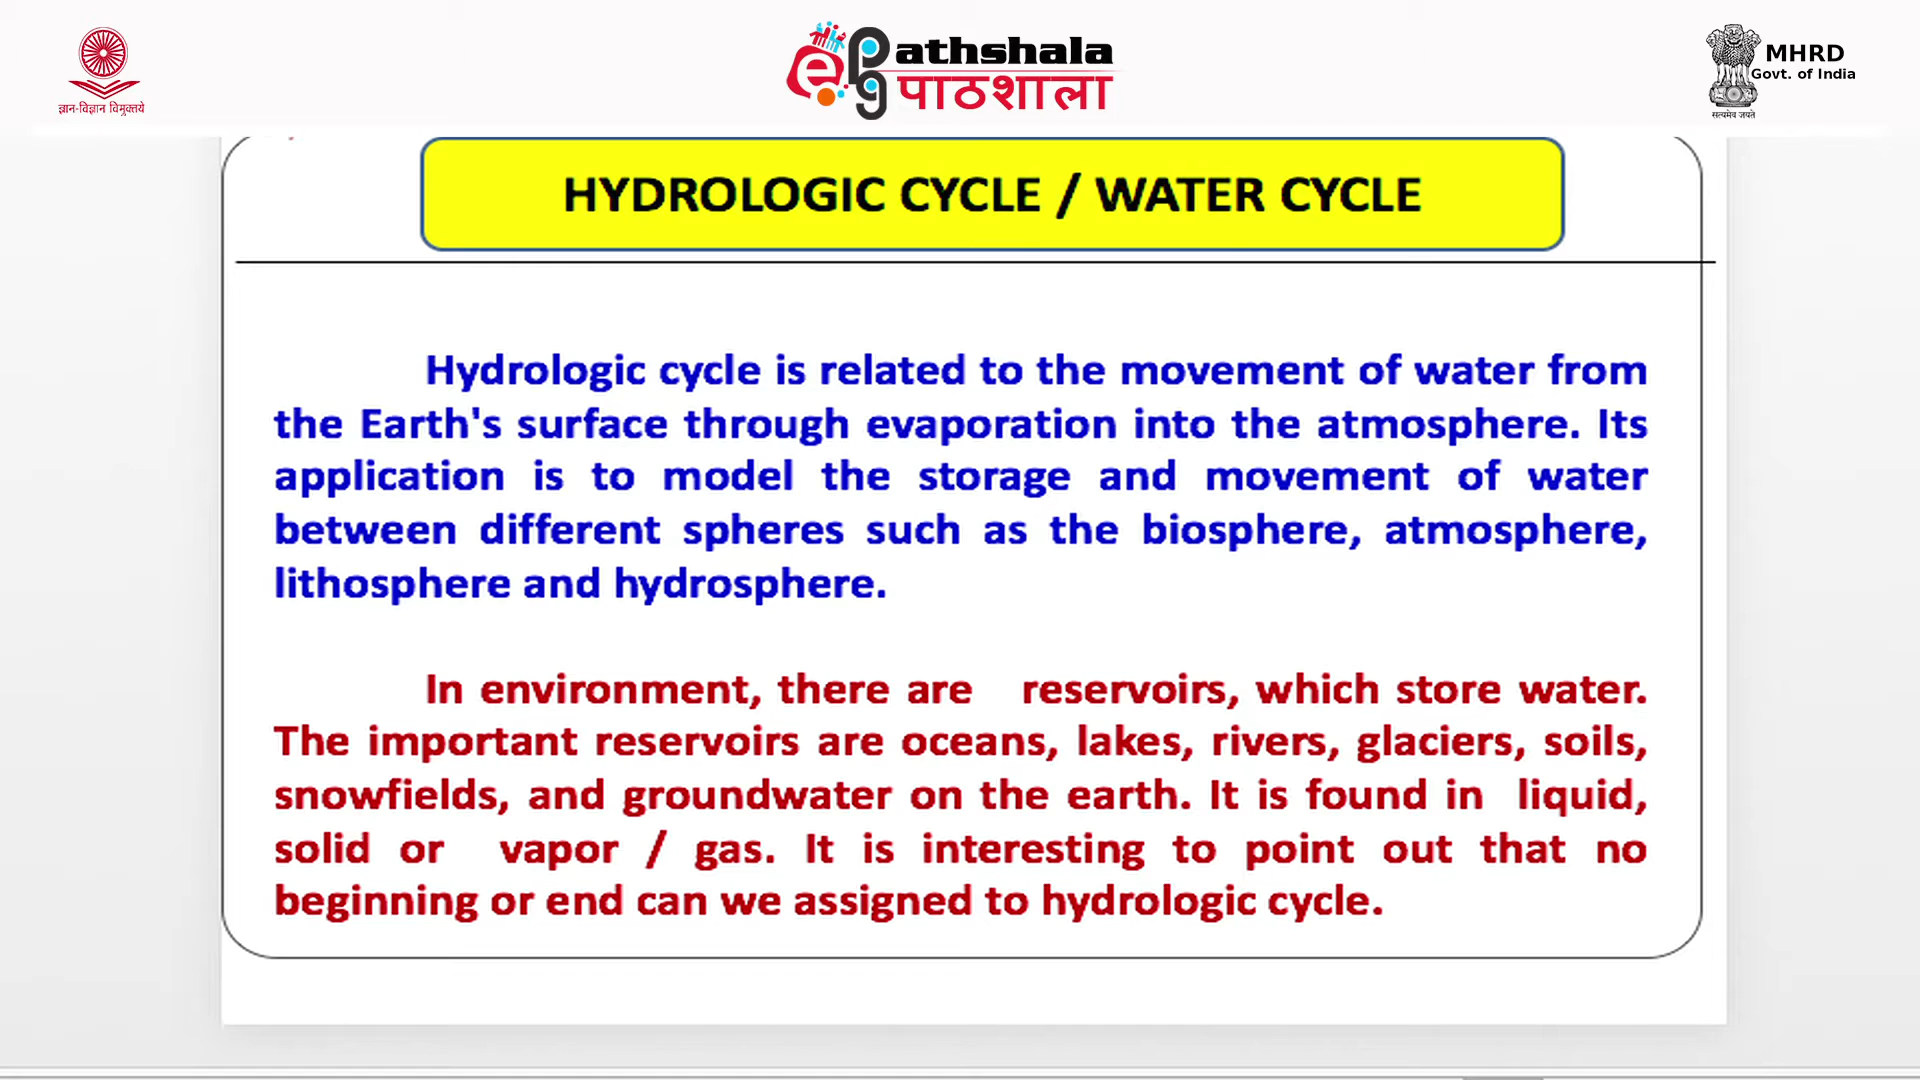 ज्ञान-विज्ञान विमुक्तये
ePathshala
पाठशाला
MHRD
Govt. of India
सत्यमेव जयते
HYDROLOGIC CYCLE / WATER CYCLE
Hydrologic cycle is related to the movement of water from
the Earth's surface through evaporation into the atmosphere. Its
application is to model the storage and movement of water
between different spheres such as the biosphere, atmosphere,
lithosphere and hydrosphere.
In environment, there are reservoirs, which store water.
The important reservoirs are oceans, lakes, rivers, glaciers, soils,
snowfields, and groundwater on the earth. It is found in liquid,
solid or vapor / gas. It is interesting to point out that no
beginning or end can we assigned to hydrologic cycle.